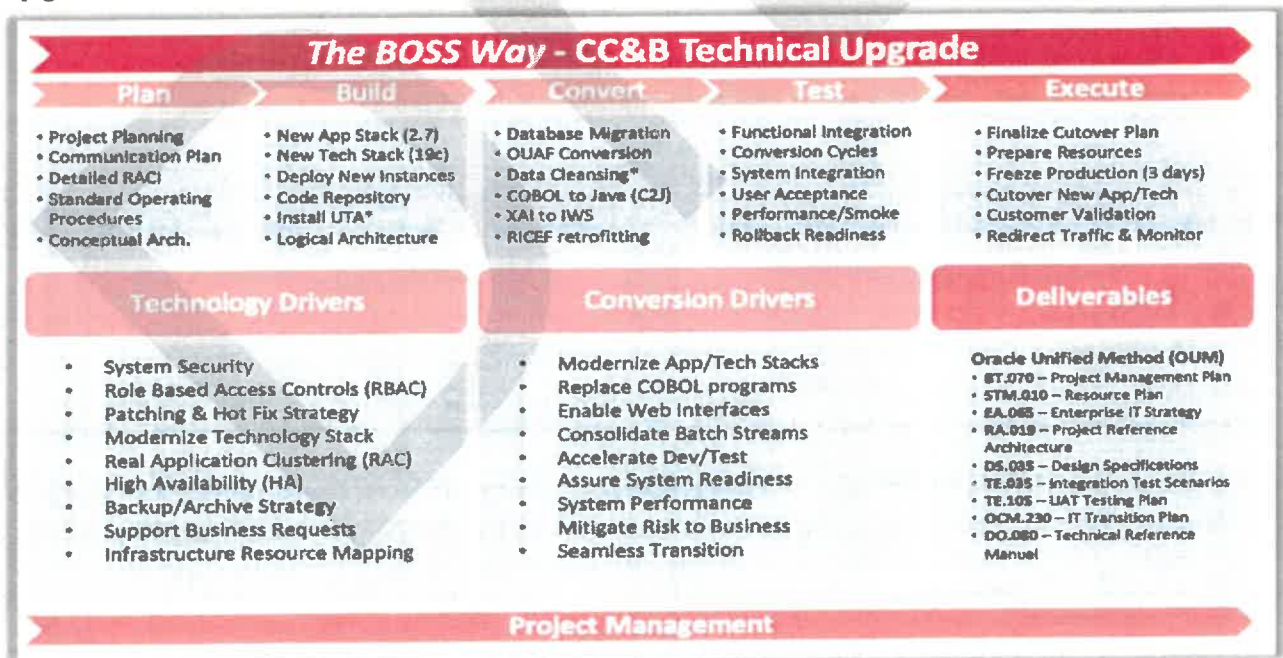 The BOSS Way - CC&B Technical Upgrade
Plan
• Project Planning
• Communication Plan
• Detailed RACI
• Standard Operating
Procedures
• Conceptual Arch.
Build
• New App Stack (2.7)
• New Tech Stack (19c)
• Deploy New Instances
• Code Repository
• Install UTA*
• Logical Architecture
Convert
• Database Migration
• OUAF Conversion
• Data Cleansing*
• COBOL to Java (C2J)
• XAI to IWS
• RICEF retrofitting
Test
• Functional Integration
• Conversion Cycles
• System Integration
• User Acceptance
• Performance/Smoke
• Rollback Readiness
Execute
• Finalize Cutover Plan
• Prepare Resources
• Freeze Production (3 days)
• Cutover New App/Tech
• Customer Validation
• Redirect Traffic & Monitor
Technology Drivers
• System Security
• Role Based Access Controls (RBAC)
• Patching & Hot Fix Strategy
• Modernize Technology Stack
• Real Application Clustering (RAC)
• High Availability (HA)
• Backup/Archive Strategy
• Support Business Requests
• Infrastructure Resource Mapping
Conversion Drivers
• Modernize App/Tech Stacks
• Replace COBOL programs
• Enable Web Interfaces
• Consolidate Batch Streams
• Accelerate Dev/Test
• Assure System Readiness
• System Performance
• Mitigate Risk to Business
• Seamless Transition
Deliverables
Oracle Unified Method (OUM)
• BT.070 – Project Management Plan
• STM.010 – Resource Plan
• EA.065 – Enterprise IT Strategy
• RA.019 – Project Reference
Architecture
• DS.035 – Design Specifications
• TE.035 – Integration Test Scenarios
• TE.105 – UAT Testing Plan
• OCM.230 – IT Transition Plan
• DO.080 – Technical Reference
Manual
Project Management